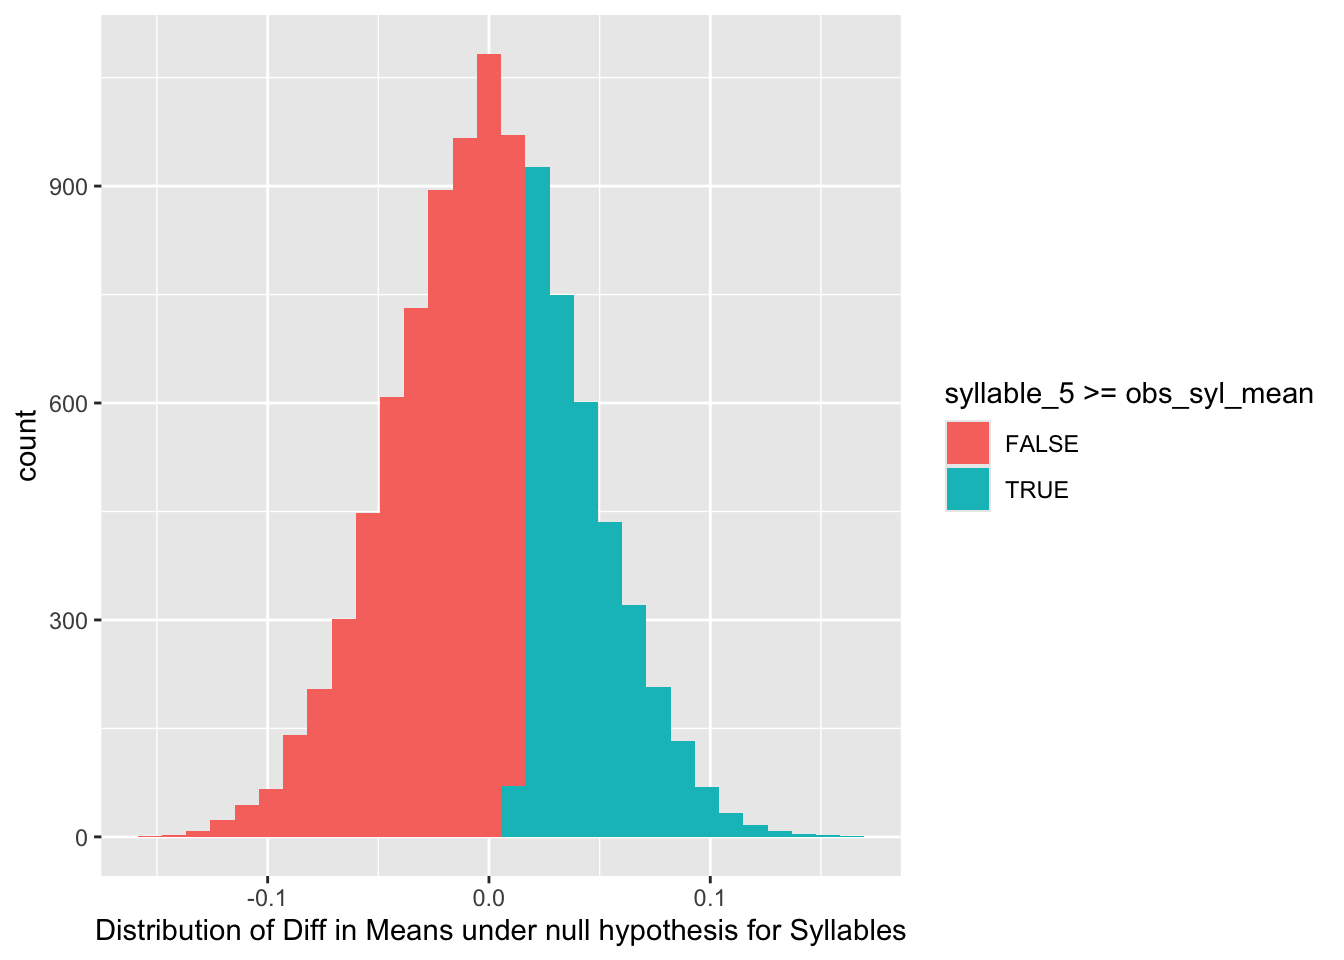 900
600
300
0
count
-0.1 0.0 0.1
Distribution of Diff in Means under null hypothesis for Syllables
syllable_5 >= obs_syl_mean
FALSE
TRUE